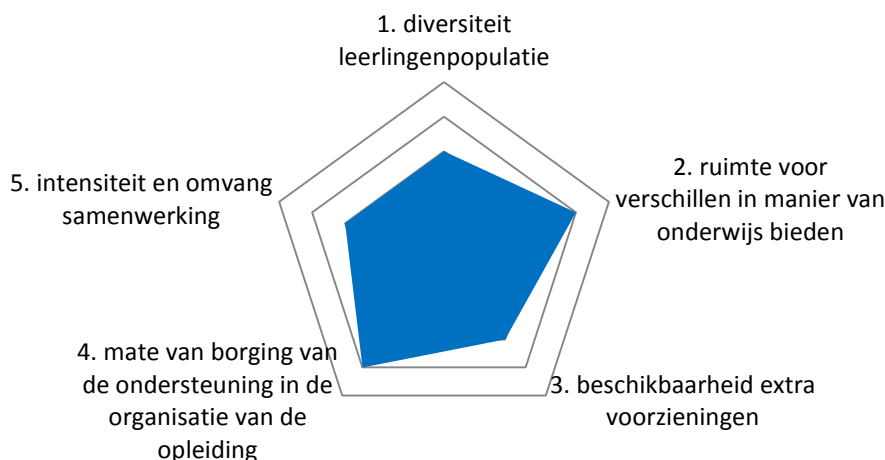 1. diversiteit
leerlingenpopulatie
2. ruimte voor
verschillen in manier van
onderwijs bieden
3. beschikbaarheid extra
voorzieningen
4. mate van borging van
de ondersteuning in de
organisatie van de
opleiding
5. intensiteit en omvang
samenwerking